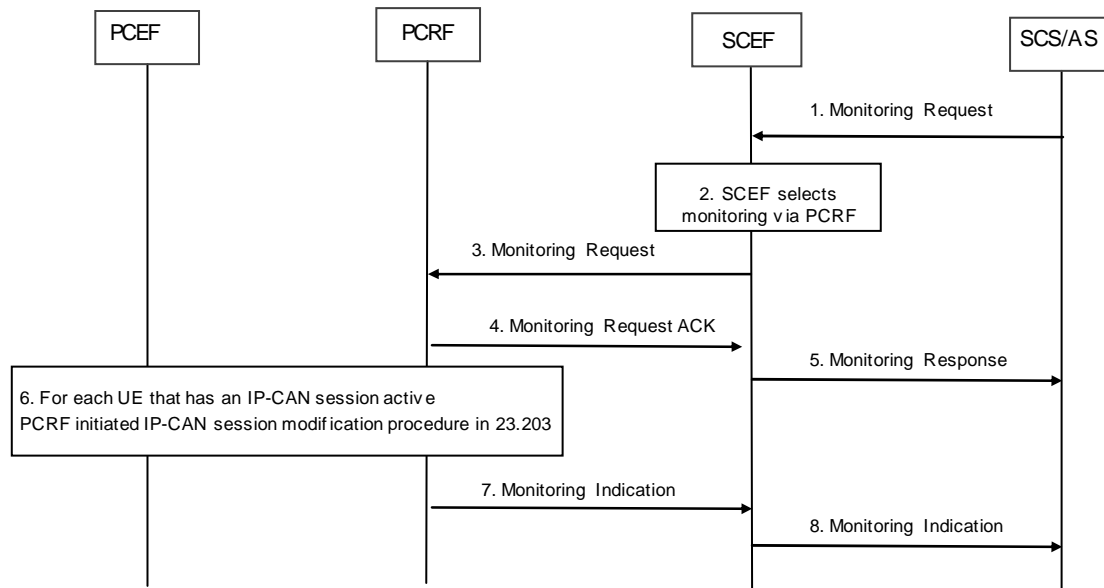 PCEF
PCRF
SCEF
SCS/AS
1. Monitoring Request
2. SCEF selects
monitoring via PCRF
3. Monitoring Request
4. Monitoring Request ACK
5. Monitoring Response
6. For each UE that has an IP-CAN session active
PCRF initiated IP-CAN session modification procedure in 23.203
7. Monitoring Indication
8. Monitoring Indication